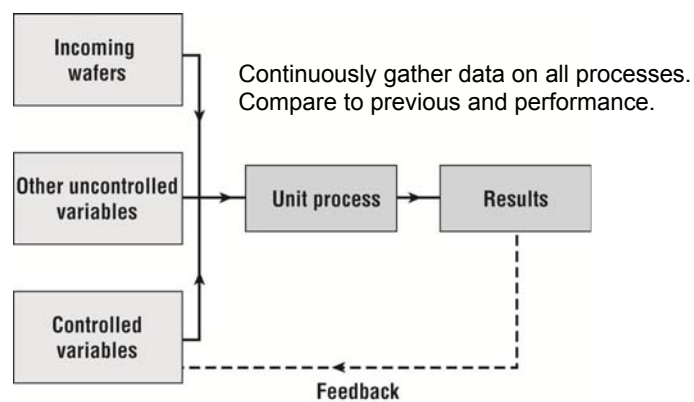 Incoming
wafers
Continuously gather data on all processes.
Compare to previous and performance.
Other uncontrolled
variables
Unit process
Results
Controlled
variables
Feedback